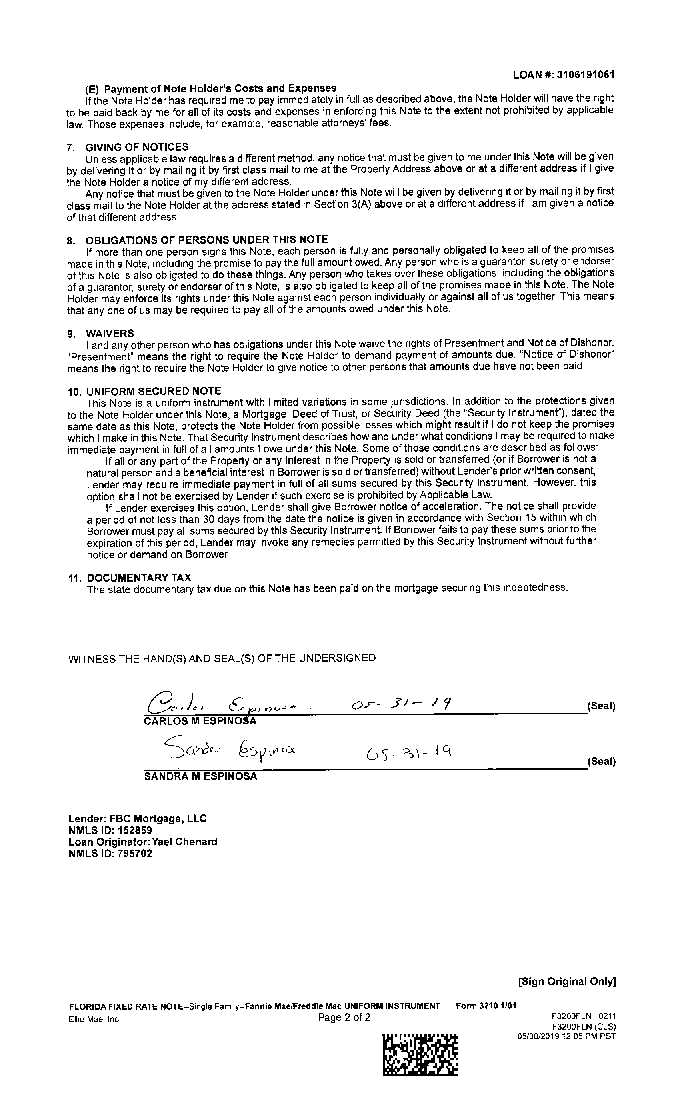 LOAN #: 3106191061
(E) Payment of Note Holder's Costs and Expenses
If the Note Holder has required me to pay immediately in full as described above, the Note Holder will have the right
to be paid back by me for all of its costs and expenses in enforcing this Note to the extent not prohibited by applicable
law. Those expenses include, for example, reasonable attorneys' fees.
7. GIVING OF NOTICES
Unless applicable law requires a different method, any notice that must be given to me under this Note will be given
by delivering it or by mailing it by first class mail to me at the Property Address above or at a different address if I give
the Note Holder a notice of my different address.
Any notice that must be given to the Note Holder under this Note will be given by delivering it or by mailing it by first
class mail to the Note Holder at the address stated in Section 3(A) above or at a different address if I am given a notice
of that different address.
8. OBLIGATIONS OF PERSONS UNDER THIS NOTE
If more than one person signs this Note, each person is fully and personally obligated to keep all of the promises
made in this Note, including the promise to pay the full amount owed. Any person who is a guarantor, surety or endorser
of this Note is also obligated to do these things. Any person who takes over these obligations, including the obligations
of a guarantor, surety or endorser of this Note, is also obligated to keep all of the promises made in this Note. The Note
Holder may enforce its rights under this Note against each person individually or against all of us together. This means
that any one of us may be required to pay all of the amounts owed under this Note.
9. WAIVERS
I and any other person who has obligations under this Note waive the rights of Presentment and Notice of Dishonor.
"Presentment" means the right to require the Note Holder to demand payment of amounts due. "Notice of Dishonor"
means the right to require the Note Holder to give notice to other persons that amounts due have not been paid.
10. UNIFORM SECURED NOTE
This Note is a uniform instrument with limited variations in some jurisdictions. In addition to the protections given
to the Note Holder under this Note, a Mortgage, Deed of Trust, or Security Deed (the "Security Instrument"), dated the
same date as this Note, protects the Note Holder from possible losses which might result if I do not keep the promises
which I make in this Note. That Security Instrument describes how and under what conditions I may be required to make
immediate payment in full of all amounts I owe under this Note. Some of those conditions are described as follows:
If all or any part of the Property or any Interest in the Property is sold or transferred (or if Borrower is not a
natural person and a beneficial interest in Borrower is sold or transferred) without Lender's prior written consent,
Lender may require immediate payment in full of all sums secured by this Security Instrument. However, this
option shall not be exercised by Lender if such exercise is prohibited by Applicable Law.
If Lender exercises this option, Lender shall give Borrower notice of acceleration. The notice shall provide
a period of not less than 30 days from the date the notice is given in accordance with Section 15 within which
Borrower must pay all sums secured by this Security Instrument. If Borrower fails to pay these sums prior to the
expiration of this period, Lender may invoke any remedies permitted by this Security Instrument without further
notice or demand on Borrower.
11. DOCUMENTARY TAX
The state documentary tax due on this Note has been paid on the mortgage securing this indebtedness.
WITNESS THE HAND(S) AND SEAL(S) OF THE UNDERSIGNED
Carlos Espinosa 05-31-19 (Seal)
CARLOS M ESPINOSA
Sandra Espinosa 05-31-19 (Seal)
SANDRA M ESPINOSA
Lender: FBC Mortgage, LLC
NMLS ID: 152859
Loan Originator: Yael Chenard
NMLS ID: 795702
[Sign Original Only]
FLORIDA FIXED RATE NOTE–Single Family–Fannie Mae/Freddie Mac UNIFORM INSTRUMENT Form 3210 1/01
Ellie Mae, Inc. Page 2 of 2 F3200FLN 0211
F3200FLN (CLS)
05/30/2019 12:05 PM PST